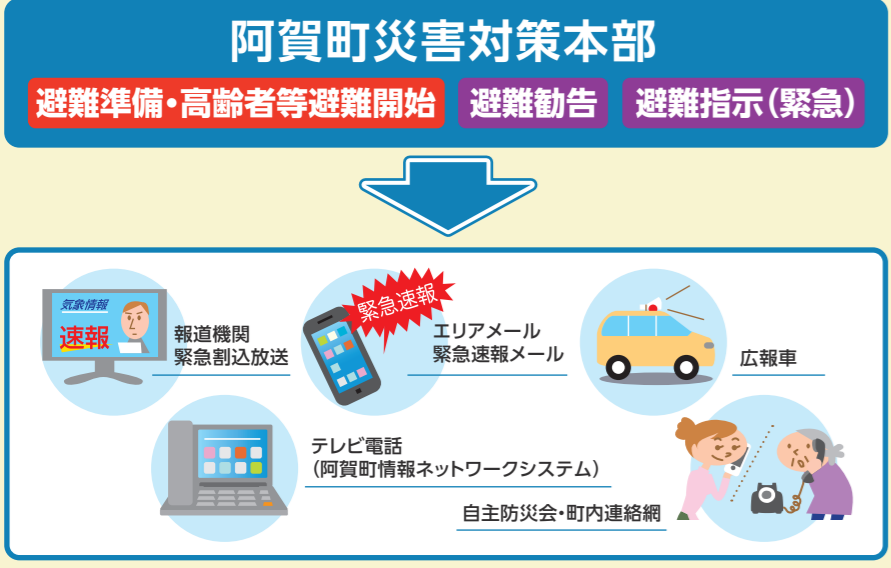 阿賀町災害対策本部
避難準備・高齢者等避難開始
避難勧告
避難指示(緊急)
気象情報
速報
報道機関
緊急割込放送
緊急速報
エリアメール
緊急速報メール
広報車
テレビ電話
(阿賀町情報ネットワークシステム)
自主防災会・町内連絡網